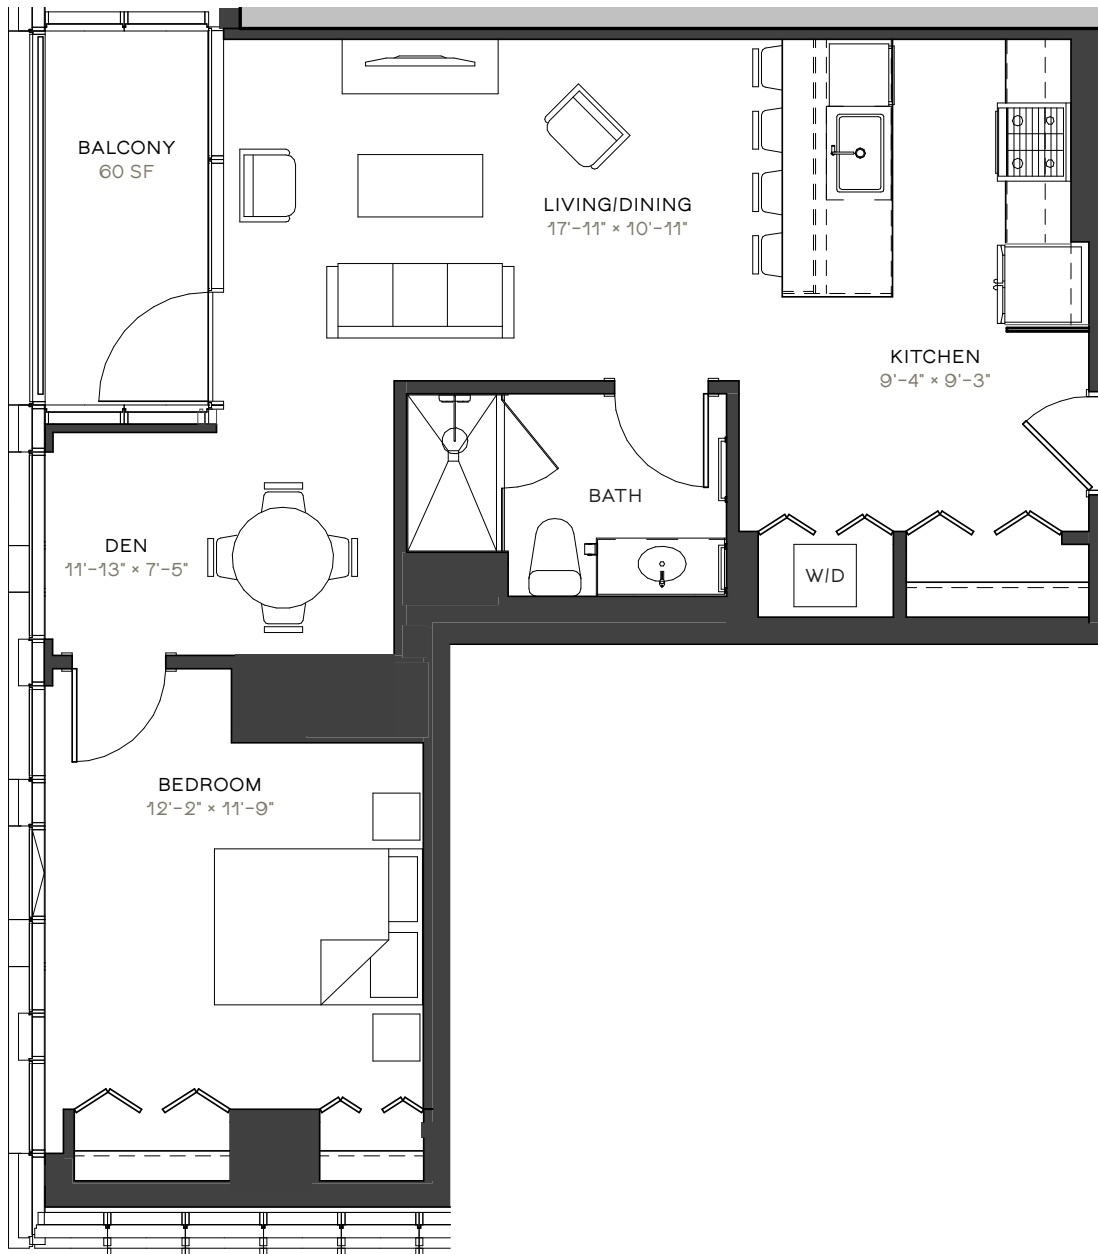 BALCONY
60 SF
LIVING/DINING
17'-11" × 10'-11"
KITCHEN
9'-4" × 9'-3"
BATH
DEN
11'-13" × 7'-5"
W/D
BEDROOM
12'-2" × 11'-9"